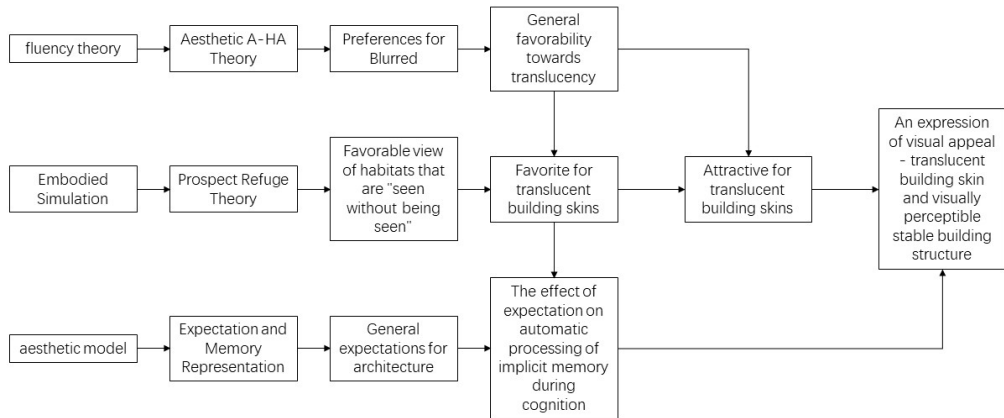 fluency theory
Aesthetic A-HA
Theory
Preferences for
Blurred
General
favorability
towards
translucency
Embodied
Simulation
Prospect Refuge
Theory
Favorable view
of habitats that
are "seen
without being
seen"
Favorite for
translucent
building skins
Attractive for
translucent
building skins
An expression
of visual appeal
- translucent
building skin
and visually
perceptible
stable building
structure
aesthetic model
Expectation and
Memory
Representation
General
expectations for
architecture
The effect of
expectation on
automatic
processing of
implicit memory
during
cognition